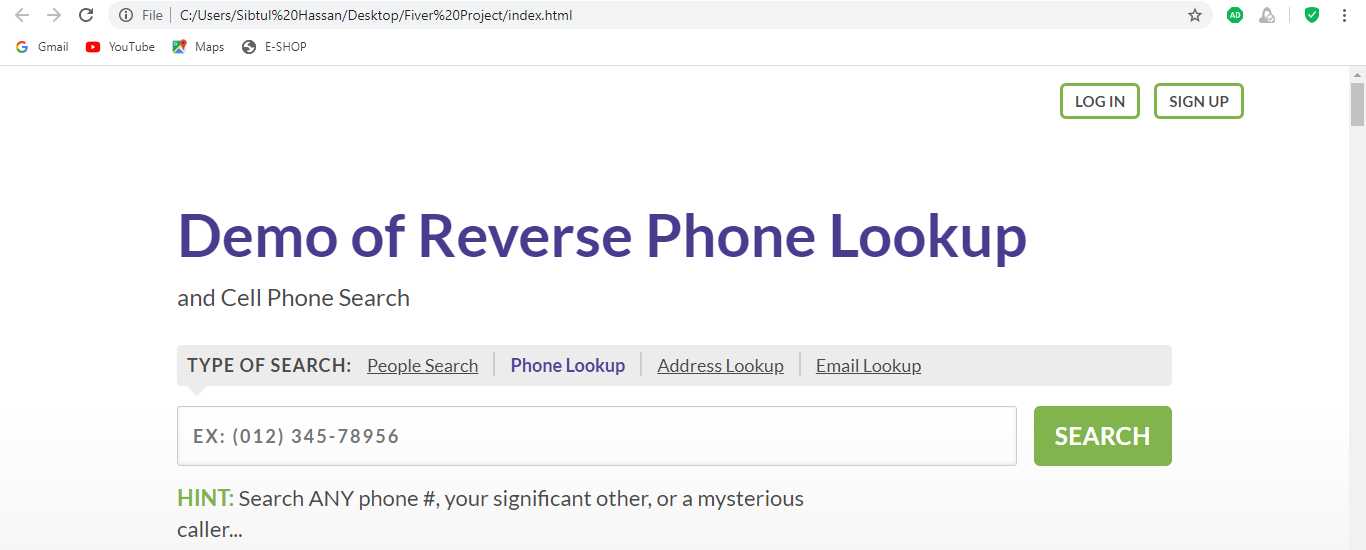 File C:/Users/Sibtul%20Hassan/Desktop/Fiver%20Project/index.html AD
Gmail YouTube Maps E-SHOP
LOG IN SIGN UP
Demo of Reverse Phone Lookup
and Cell Phone Search
TYPE OF SEARCH: People Search Phone Lookup Address Lookup Email Lookup
EX: (012) 345-78956 SEARCH
HINT: Search ANY phone #, your significant other, or a mysterious
caller...